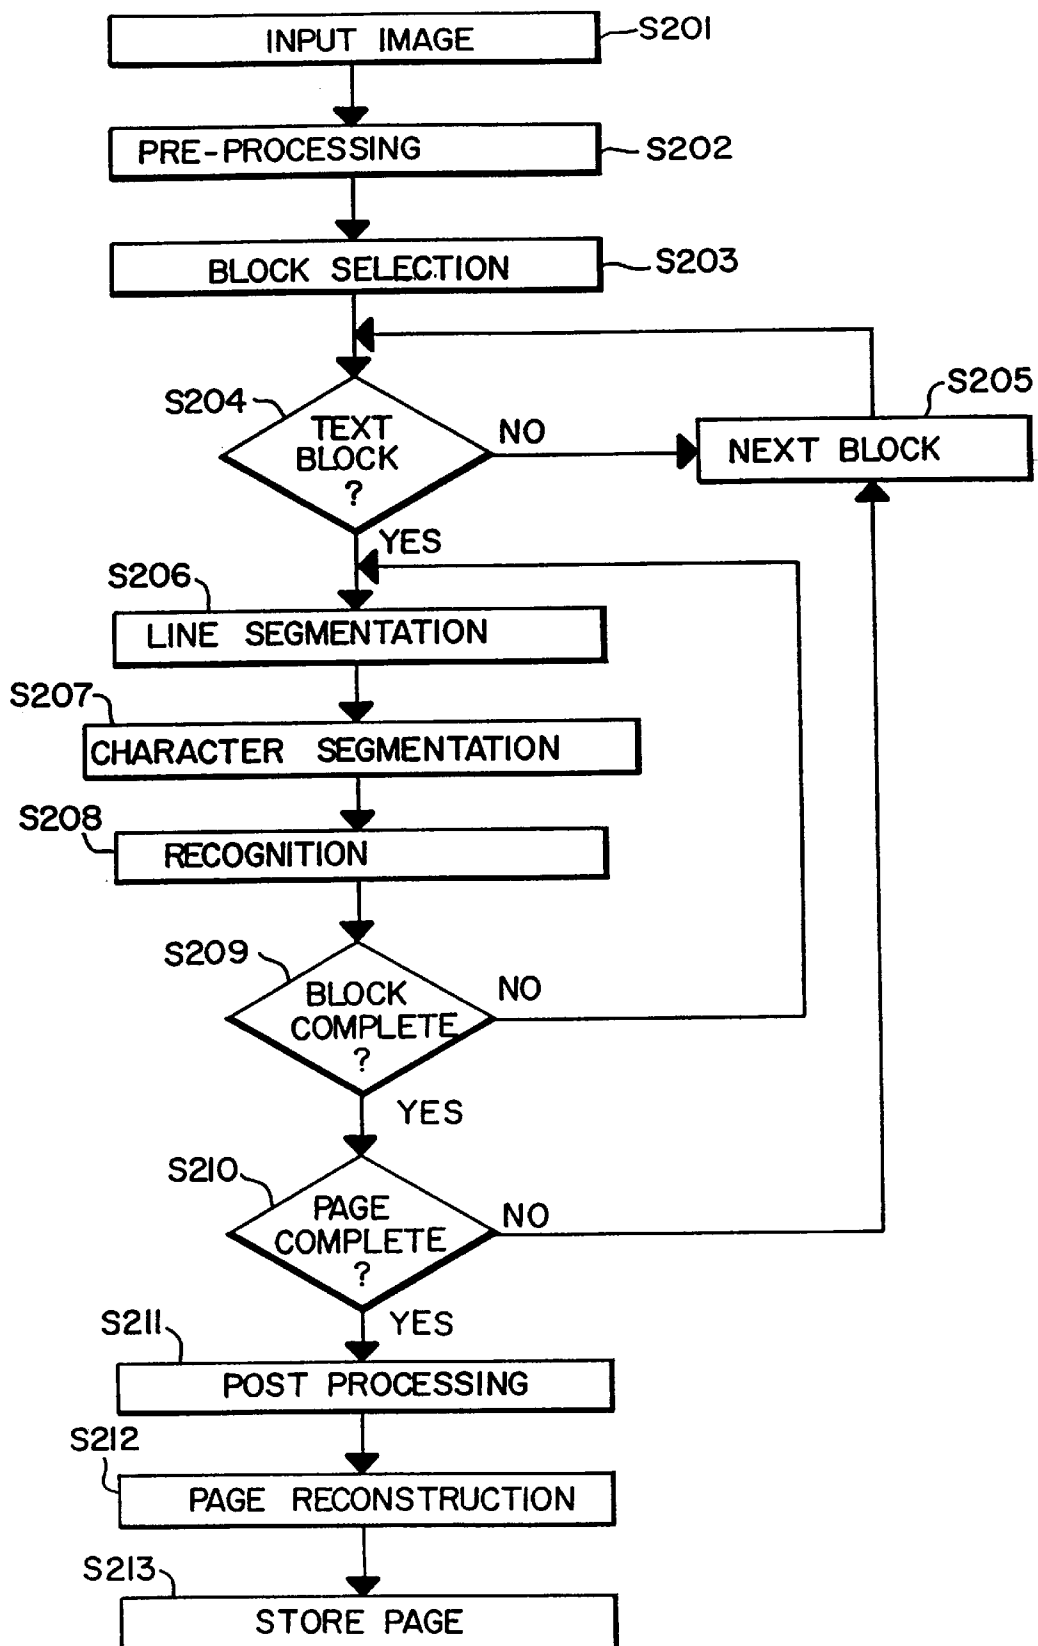 INPUT IMAGE
S201
PRE-PROCESSING
S202
BLOCK SELECTION
S203
S204
TEXT
BLOCK
?
NO
S205
NEXT BLOCK
YES
S206
LINE SEGMENTATION
S207
CHARACTER SEGMENTATION
S208
RECOGNITION
S209
BLOCK
COMPLETE
?
NO
YES
S210
PAGE
COMPLETE
?
NO
YES
S211
POST PROCESSING
S212
PAGE RECONSTRUCTION
S213
STORE PAGE